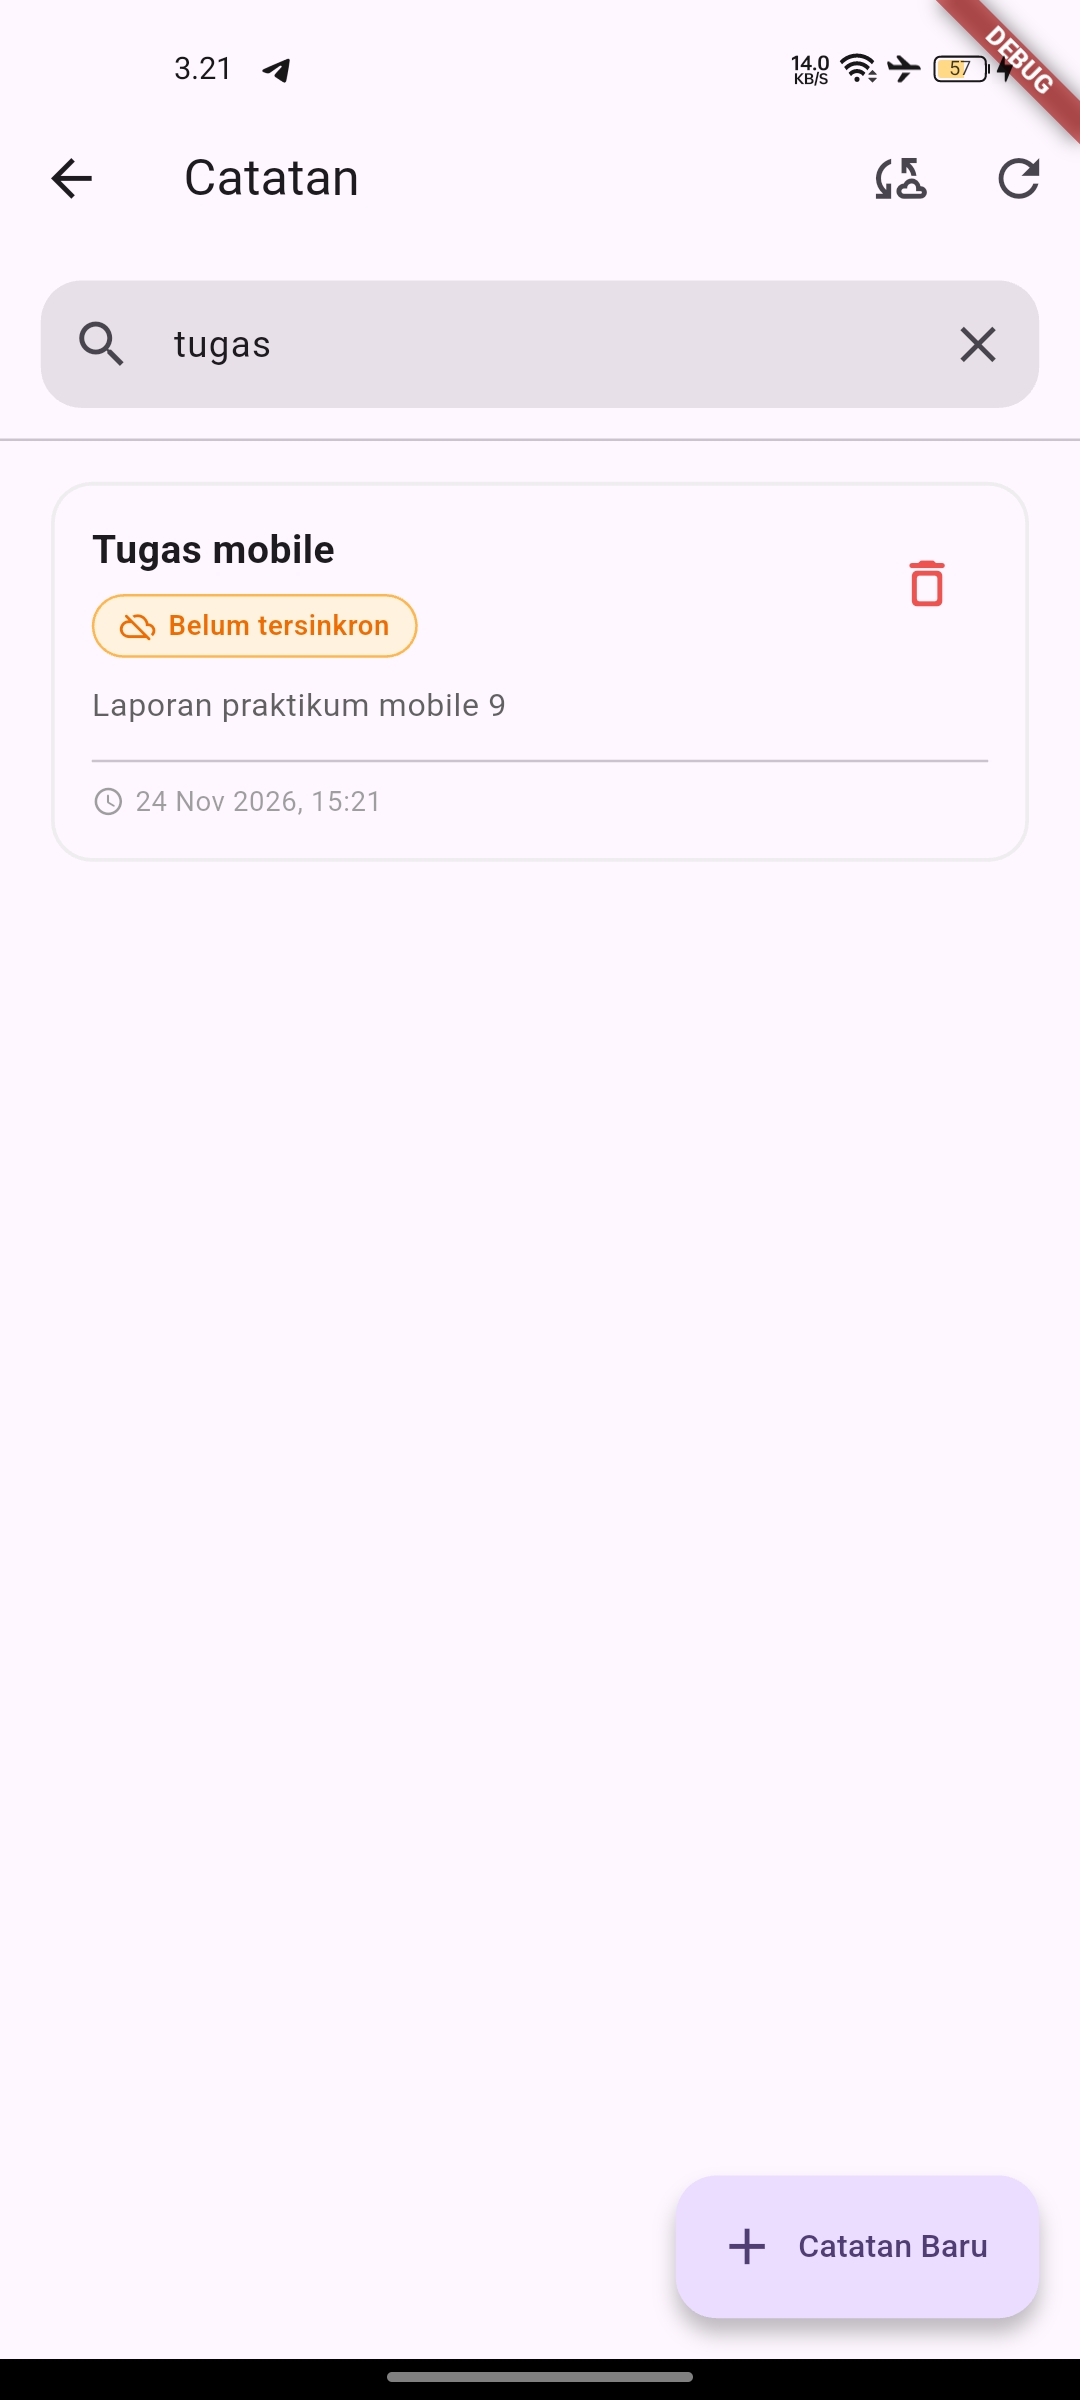 3.21
14.0
KB/S
57
DEBUG
Catatan
tugas
Tugas mobile
Belum tersinkron
Laporan praktikum mobile 9
24 Nov 2026, 15:21
Catatan Baru